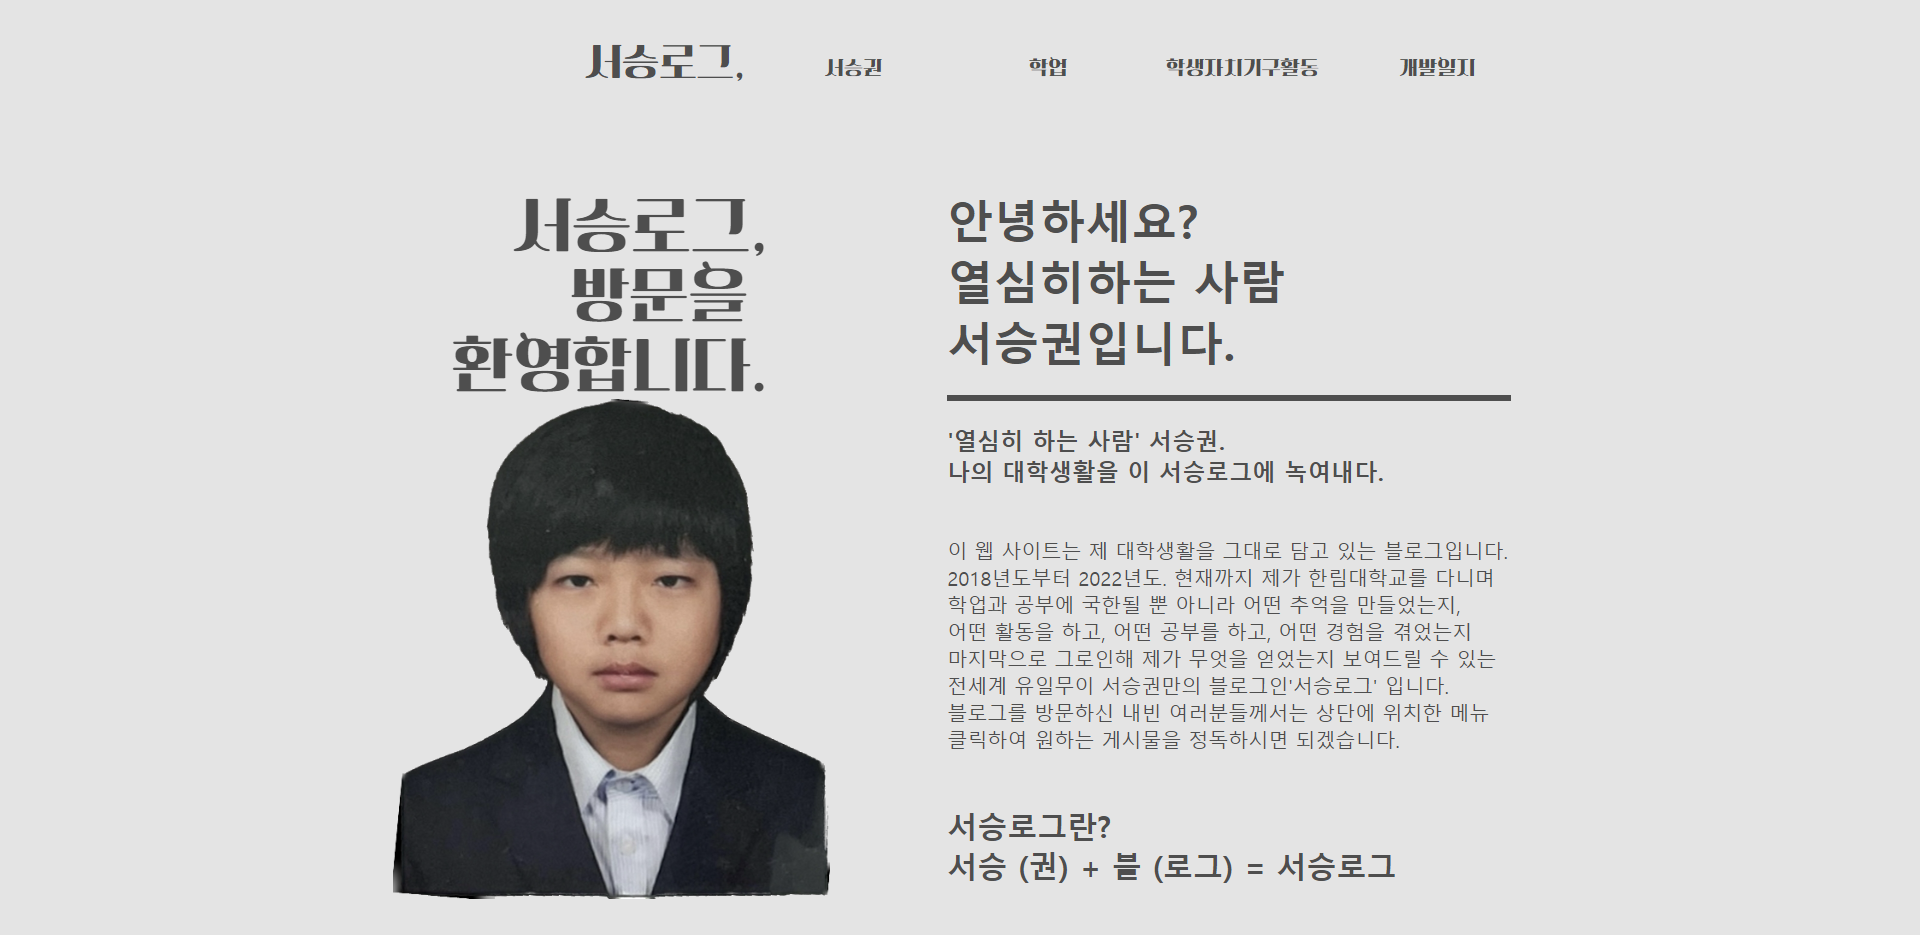 서승로그,
서승권
학업
학생자치기구활동
개발일지
서승로그,
방문을
환영합니다.
안녕하세요?
열심히하는 사람
서승권입니다.
'열심히 하는 사람' 서승권.
나의 대학생활을 이 서승로그에 녹여내다.
이 웹 사이트는 제 대학생활을 그대로 담고 있는 블로그입니다.
2018년도부터 2022년도. 현재까지 제가 한림대학교를 다니며
학업과 공부에 국한될 뿐 아니라 어떤 추억을 만들었는지,
어떤 활동을 하고, 어떤 공부를 하고, 어떤 경험을 겪었는지
마지막으로 그로인해 제가 무엇을 얻었는지 보여드릴 수 있는
전세계 유일무이 서승권만의 블로그인'서승로그' 입니다.
블로그를 방문하신 내빈 여러분들께서는 상단에 위치한 메뉴
클릭하여 원하는 게시물을 정독하시면 되겠습니다.
서승로그란?
서승 (권) + 블 (로그) = 서승로그